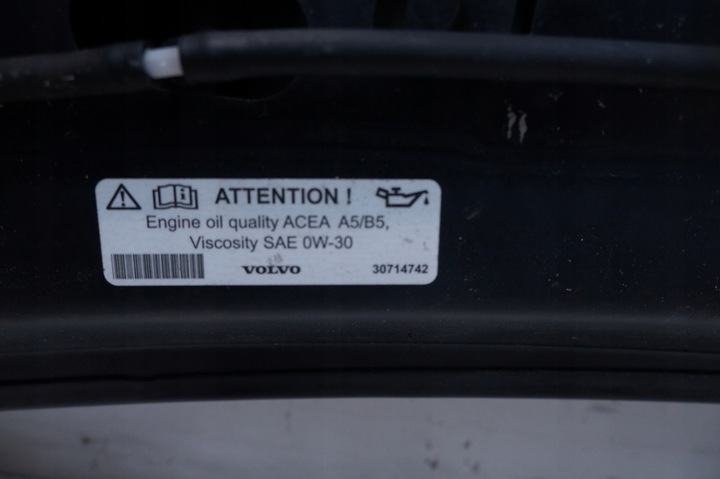 ATTENTION !
Engine oil quality ACEA A5/B5,
Viscosity SAE 0W-30
VOLVO 30714742